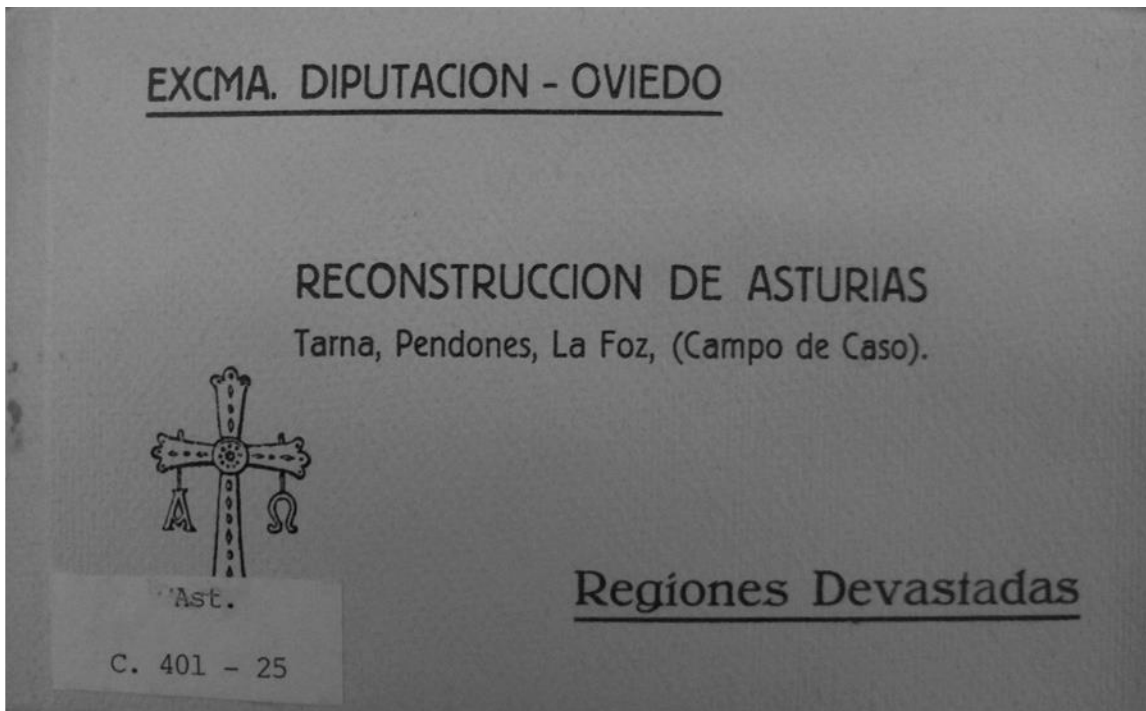 EXCMA. DIPUTACION - OVIEDO
RECONSTRUCCION DE ASTURIAS
Tarna, Pendones, La Foz, (Campo de Caso).
Α Ω
Regiones Devastadas
Ast.
C. 401 - 25